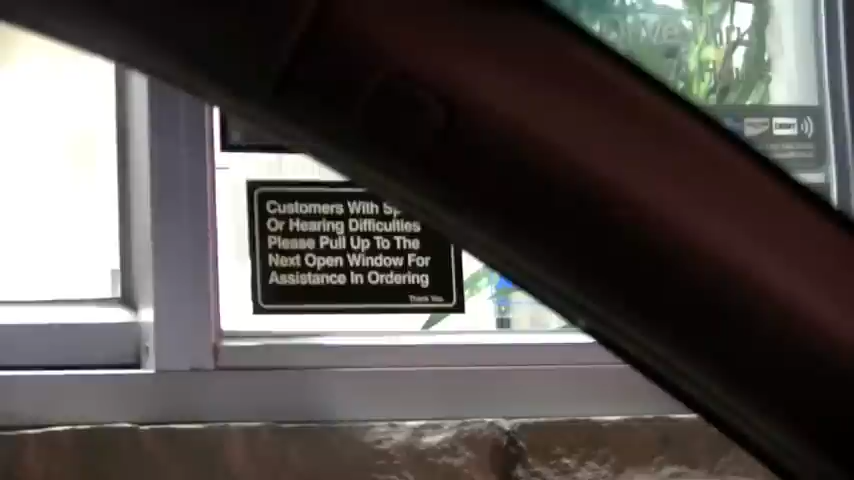 Customers With
Or Hearing Difficulties
Please Pull Up To The
Next Open Window For
Assistance In Ordering
Thank You